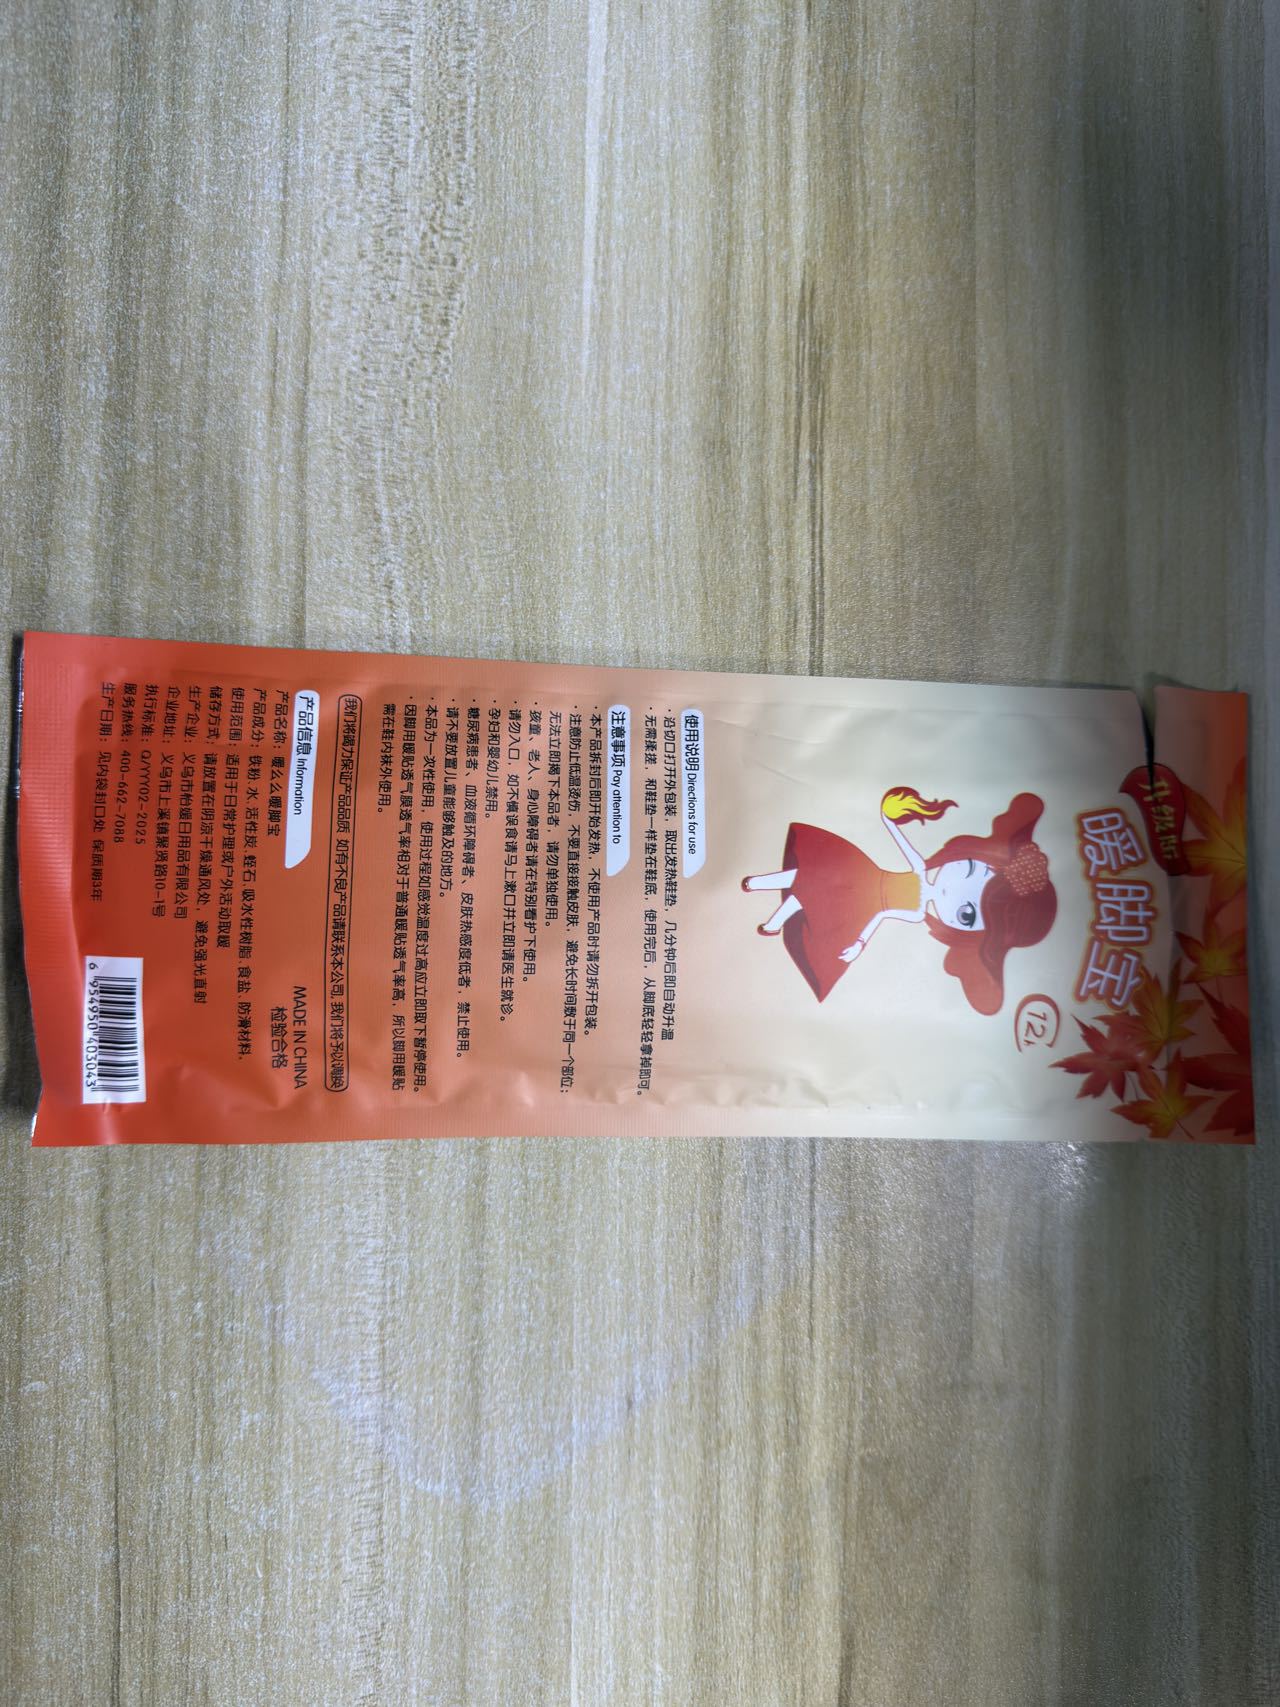 升级版
暖脚宝
12h
使用说明 Directions for use
·沿切口打开外包装，取出发热鞋垫，几分钟后即自动升温
·无需揉搓，和鞋垫一样垫在鞋底，使用完后，从脚底轻轻拿掉即可。
注意事项 Pay attention to
·本产品拆封后即开始发热，不使用产品时请勿拆开包装。
·注意防止低温烫伤，不要直接接触皮肤，避免长时间敷于同一个部位；
无法立即揭下本品者，请勿单独使用。
·孩童、老人、身心障碍者请在特别看护下使用。
·请勿入口，如不慎误食请马上漱口并立即请医生就诊。
·孕妇和婴幼儿禁用。
糖尿病患者、血液循环障碍者、皮肤热感度低者，禁止使用。
·请不要放置儿童能够触及的地方。
·本品为一次性使用，使用过程如感觉温度过高应立即取下暂停使用。
·因脚用暖贴透气膜透气率相对于普通暖贴透气率高，所以脚用暖贴
需在鞋内袜外使用。
我们将竭力保证产品品质 如有不良产品请联系本公司，我们将予以调换
产品信息 Information
产品名称：暖么么暖脚宝
产品成分：铁粉、水、活性炭、蛭石、吸水性树脂、食盐、防滑材料、
使用范围：适用于日常护理或户外活动取暖
储存方式：请放置在阴凉干燥通风处，避免强光直射
生产企业：义乌市怡媛日用品有限公司
企业地址：义乌市上溪镇聚贤路10-1号
执行标准：Q/YY02-2025
服务热线：400-662-7088
生产日期：见内袋封口处 保质期3年
MADE IN CHINA
检验合格
6 954950 403043